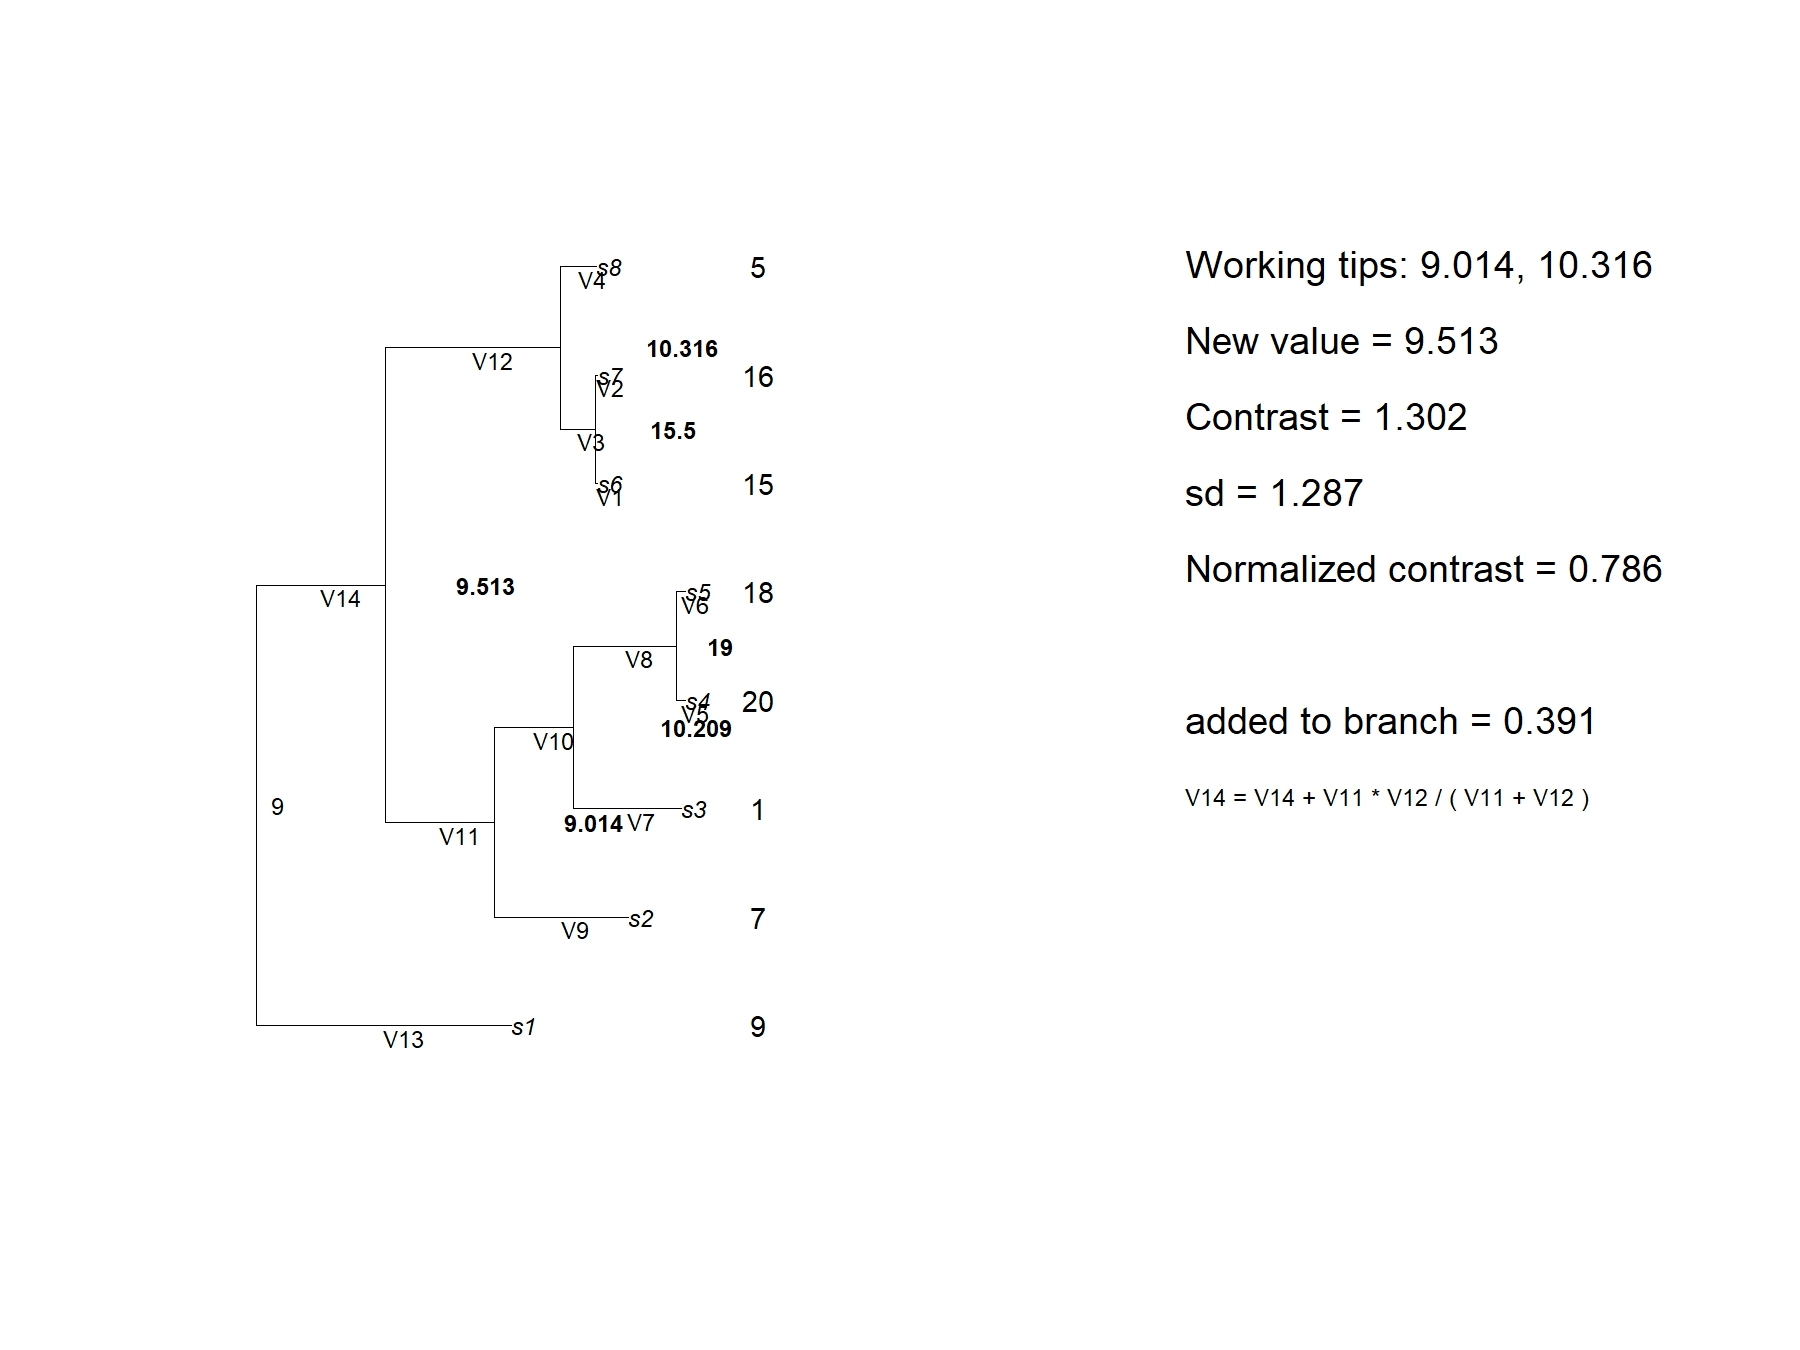 s8
5
V4
V12
10.316
s7
16
V2
15.5
V3
s6
15
V1
9.513
s5
18
V6
V14
19
V8
s4
20
V5
10.209
V10
9
s3
1
9.014
V7
V11
s2
7
V9
s1
9
V13
Working tips: 9.014, 10.316
New value = 9.513
Contrast = 1.302
sd = 1.287
Normalized contrast = 0.786
added to branch = 0.391
V14 = V14 + V11 * V12 / ( V11 + V12 )